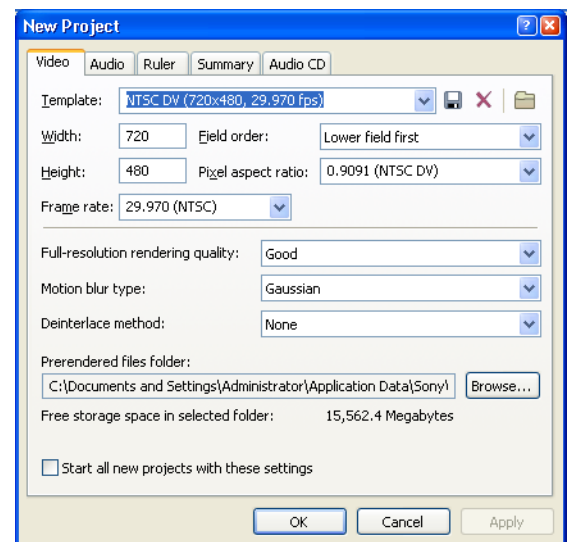 New Project
Video Audio Ruler Summary Audio CD
Template: NTSC DV (720x480, 29.970 fps)
Width: 720 Field order: Lower field first
Height: 480 Pixel aspect ratio: 0.9091 (NTSC DV)
Frame rate: 29.970 (NTSC)
Full-resolution rendering quality: Good
Motion blur type: Gaussian
Deinterlace method: None
Prerendered files folder:
C:\Documents and Settings\Administrator\Application Data\Sony\ Browse...
Free storage space in selected folder: 15,562.4 Megabytes
Start all new projects with these settings
OK Cancel Apply